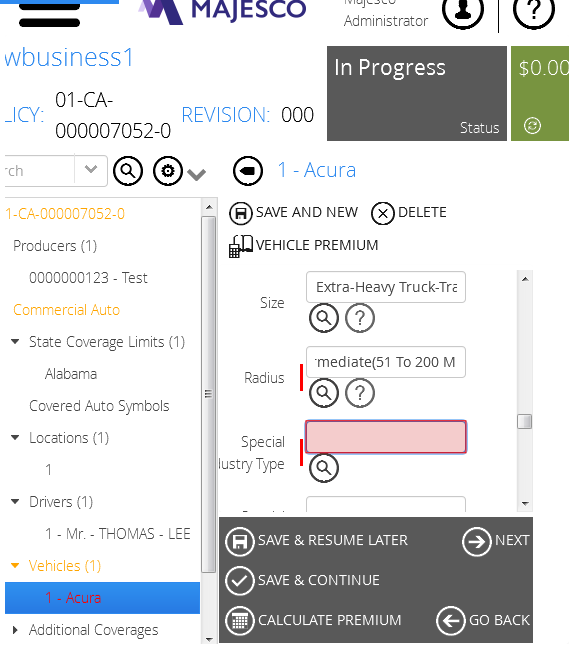 MAJESCO
Majesco
Administrator
?
wbusiness1
LICY:
01-CA-
000007052-0
REVISION: 000
In Progress
Status
$0.00
rch
1 - Acura
1-CA-000007052-0
Producers (1)
0000000123 - Test
Commercial Auto
State Coverage Limits (1)
Alabama
Covered Auto Symbols
Locations (1)
1
Drivers (1)
1 - Mr. - THOMAS - LEE
Vehicles (1)
1 - Acura
Additional Coverages
SAVE AND NEW
DELETE
VEHICLE PREMIUM
Size
Extra-Heavy Truck-Tra
?
Radius
rmediate(51 To 200 M
?
Special
lustry Type
SAVE & RESUME LATER
NEXT
SAVE & CONTINUE
CALCULATE PREMIUM
GO BACK